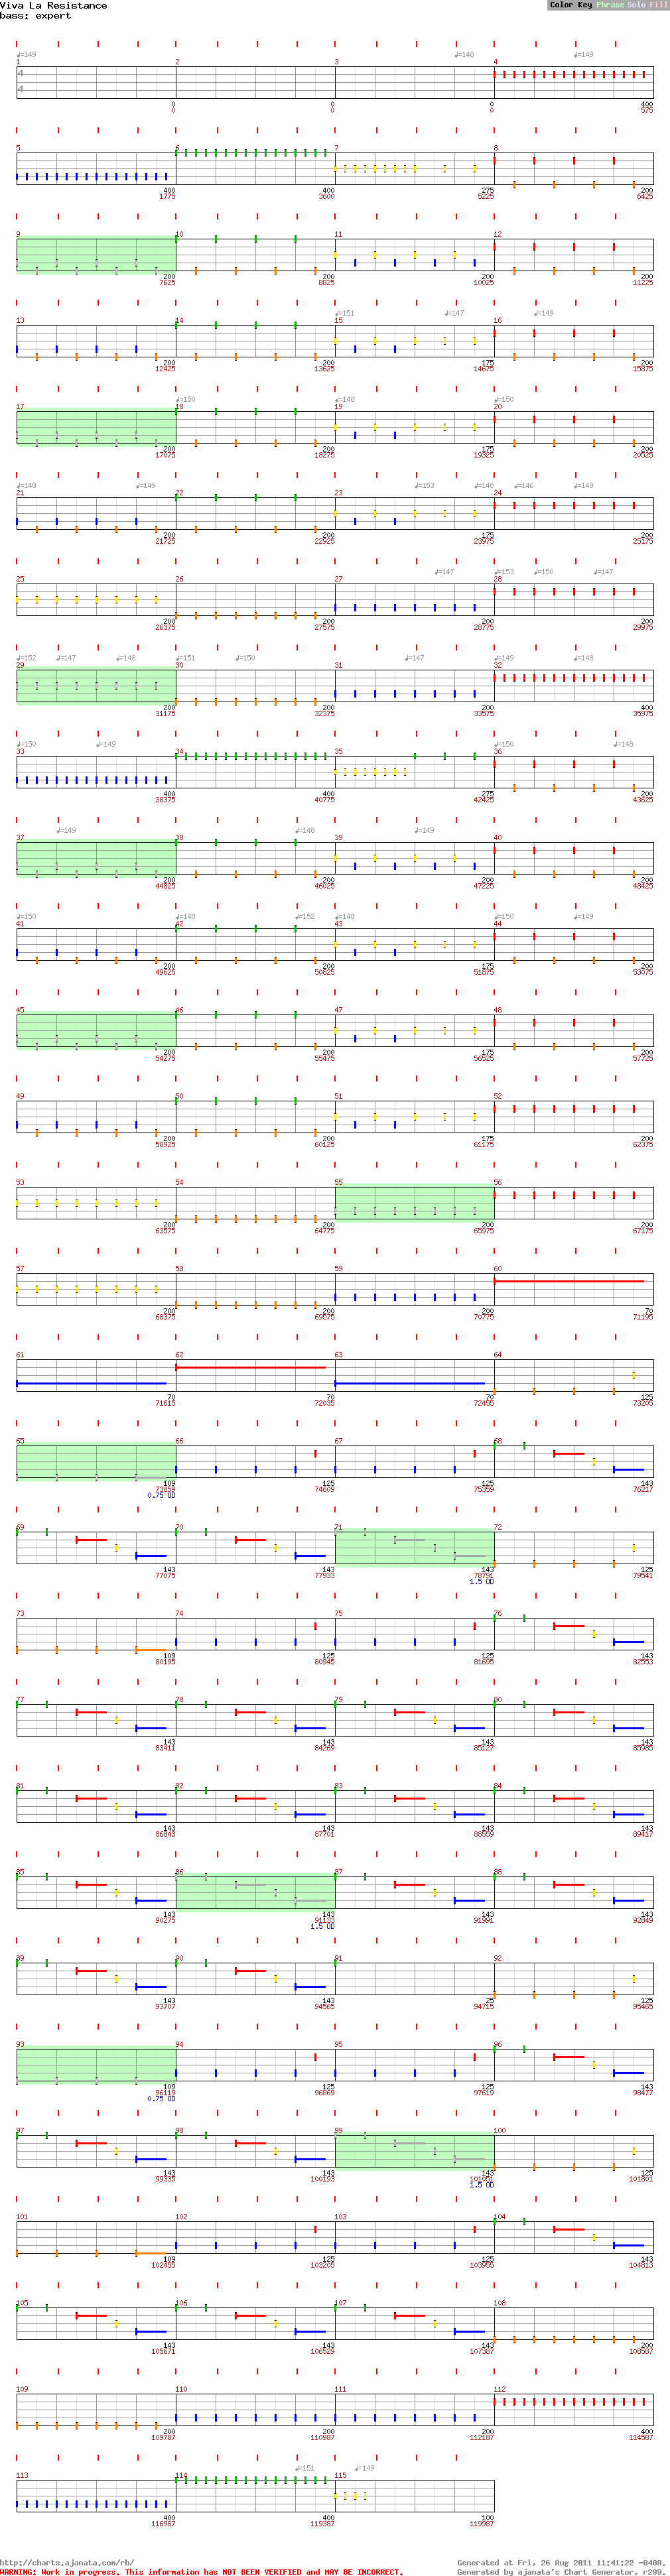 Viva La Resistance
Color Key Phrase Solo Fill
bass: expert
♩=149 ♩=148 ♩=149
1 2 3 4
4
4
0 0 0 400
0 0 0 575
5 6 7 8
400 400 275 200
1775 3600 5225 6425
9 10 11 12
200 200 200 200
7625 8825 10025 11225
♩=151 ♩=147 ♩=149
13 14 15 16
200 200 175 200
12425 13625 14675 15875
♩=150 ♩=148 ♩=150
17 18 19 20
200 200 175 200
17075 18275 19325 20525
♩=148 ♩=149 ♩=150 ♩=153 ♩=148 ♩=146 ♩=149
21 22 23 24
200 200 175 200
21725 22925 23975 25175
♩=147 ♩=153 ♩=150 ♩=147
25 26 27 28
200 200 200 200
26375 27575 28775 29975
♩=152 ♩=147 ♩=148 ♩=151 ♩=150 ♩=147 ♩=149 ♩=148
29 30 31 32
200 200 200 400
31175 32375 33575 35975
♩=150 ♩=149 ♩=150 ♩=148
33 34 35 36
400 400 275 200
38375 40775 42425 43625
♩=149 ♩=148 ♩=149
37 38 39 40
200 200 200 200
44825 46025 47225 48425
♩=150 ♩=148 ♩=152 ♩=148 ♩=150 ♩=149
41 42 43 44
200 200 175 200
49625 50825 51875 53075
45 46 47 48
200 200 175 200
54275 55475 56525 57725
49 50 51 52
200 200 175 200
58925 60125 61175 62375
53 54 55 56
200 200 200 200
63575 64775 65975 67175
57 58 59 60
200 200 200 70
68375 69575 70775 71195
61 62 63 64
70 70 70 125
71615 72035 72455 73205
65 66 67 68
109 125 125 143
73859 74609 75359 76217
0.75 OD
69 70 71 72
143 143 143 125
77075 77933 78791 79541
1.5 OD
73 74 75 76
109 125 125 143
80195 80945 81695 82553
77 78 79 80
143 143 143 143
83411 84269 85127 85985
81 82 83 84
143 143 143 143
86843 87701 88559 89417
85 86 87 88
143 143 143 143
90275 91133 91991 92849
1.5 OD
89 90 91 92
143 143 25 125
93707 94565 94715 95465
93 94 95 96
109 125 125 143
96119 96869 97619 98477
0.75 OD
97 98 99 100
143 143 143 125
99335 100193 101051 101801
1.5 OD
101 102 103 104
109 125 125 143
102455 103205 103955 104813
105 106 107 108
143 143 143 200
105671 106529 107387 108587
109 110 111 112
200 200 200 400
109787 110987 112187 114587
♩=151 ♩=149
113 114 115
400 400 100
116987 119387 119987
http://charts.ajanata.com/rb/ Generated at Fri, 26 Aug 2011 11:41:22 -0400.
WARNING: Work in progress. This information has NOT BEEN VERIFIED and MAY BE INCORRECT. Generated by ajanata's Chart Generator, r299.